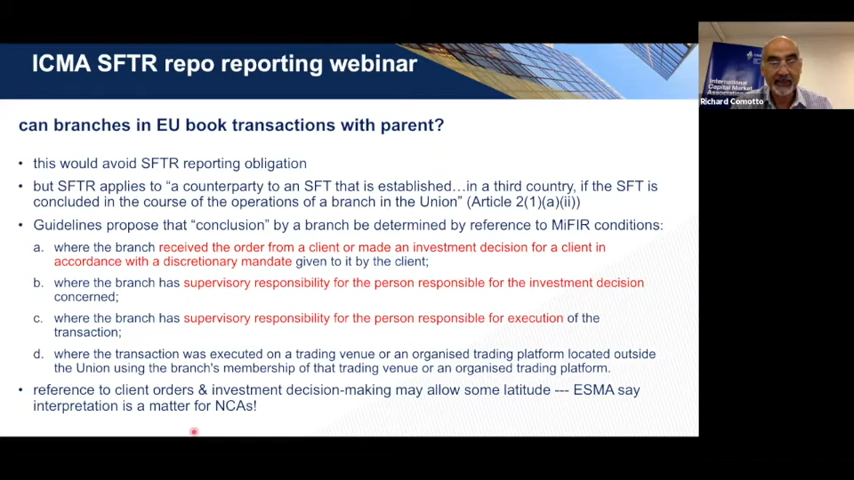 ICMA SFTR repo reporting webinar
can branches in EU book transactions with parent?
• this would avoid SFTR reporting obligation
• but SFTR applies to “a counterparty to an SFT that is established…in a third country, if the SFT is
concluded in the course of the operations of a branch in the Union” (Article 2(1)(a)(ii))
• Guidelines propose that “conclusion” by a branch be determined by reference to MiFIR conditions:
a. where the branch received the order from a client or made an investment decision for a client in
accordance with a discretionary mandate given to it by the client;
b. where the branch has supervisory responsibility for the person responsible for the investment decision
concerned;
c. where the branch has supervisory responsibility for the person responsible for execution of the
transaction;
d. where the transaction was executed on a trading venue or an organised trading platform located outside
the Union using the branch's membership of that trading venue or an organised trading platform.
• reference to client orders & investment decision-making may allow some latitude --- ESMA say
interpretation is a matter for NCAs!
International
Capital Market
Association
Richard Comotto